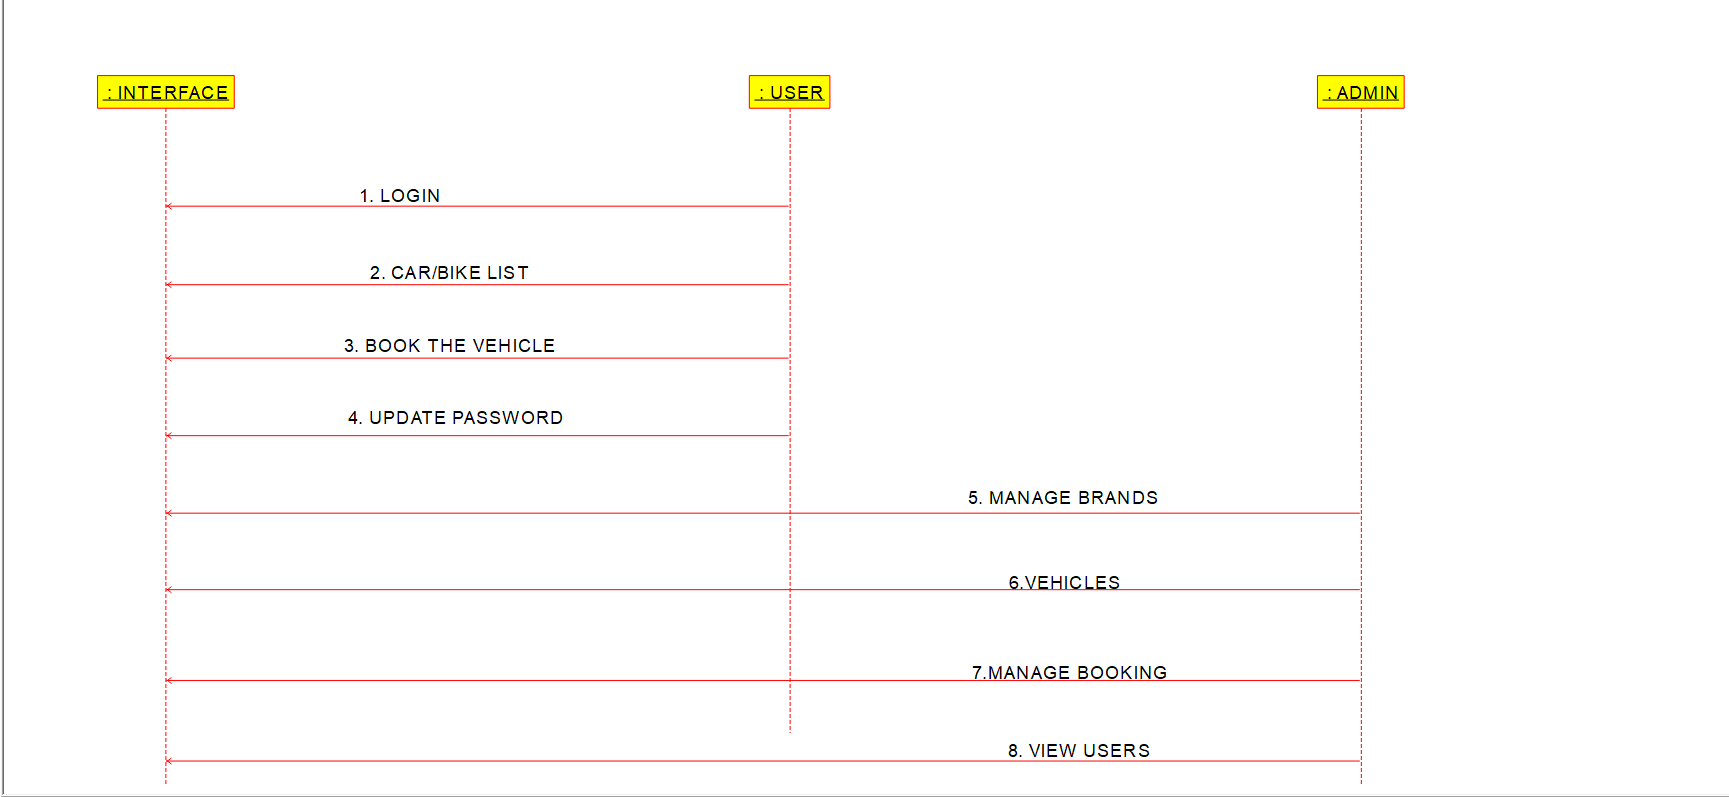 : INTERFACE
: USER
: ADMIN
1. LOGIN
2. CAR/BIKE LIST
3. BOOK THE VEHICLE
4. UPDATE PASSWORD
5. MANAGE BRANDS
6.VEHICLES
7.MANAGE BOOKING
8. VIEW USERS